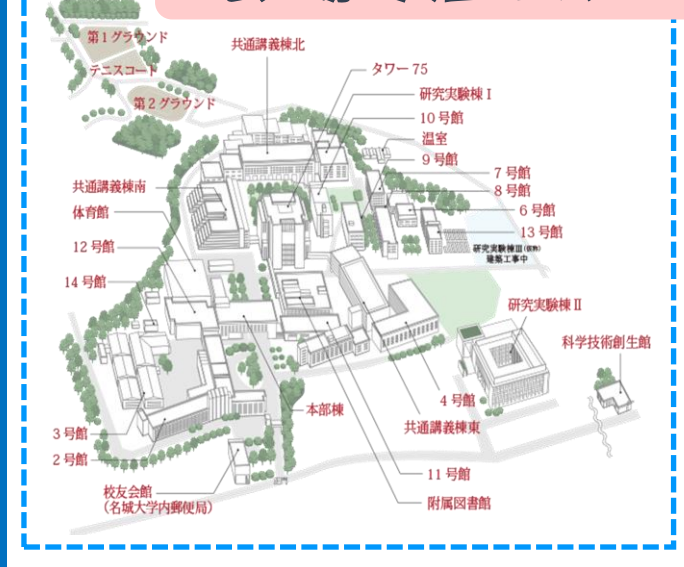 第1グラウンド
共通講義棟北
テニスコート
タワー75
第2グラウンド
研究実験棟Ⅰ
10号館
温室
9号館
7号館
8号館
共通講義棟南
体育館
6号館
13号館
12号館
研究実験棟Ⅲ(仮称)
建築工事中
14号館
研究実験棟Ⅱ
科学技術創生館
4号館
本部棟
共通講義棟東
3号館
2号館
11号館
校友会館
(名城大学内郵便局)
附属図書館